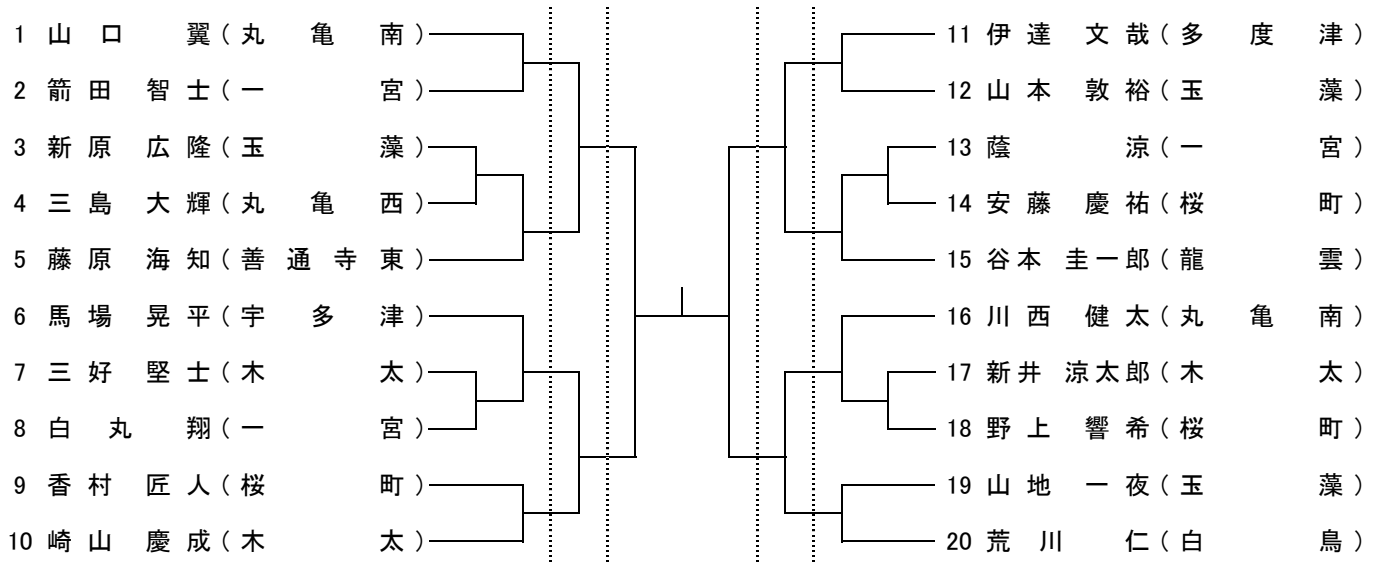 1 山口 翼(丸亀南)
2 箭田 智士(一宮)
3 新原 広隆(玉藻)
4 三島 大輝(丸亀西)
5 藤原 海知(善通寺東)
6 馬場 晃平(宇多津)
7 三好 堅士(木太)
8 白丸 翔(一宮)
9 香村 匠人(桜町)
10 崎山 慶成(木太)
11 伊達 文哉(多度津)
12 山本 敦裕(玉藻)
13 蔭 涼(一宮)
14 安藤 慶祐(桜町)
15 谷本 圭一郎(龍雲)
16 川西 健太(丸亀南)
17 新井 涼太郎(木太)
18 野上 響希(桜町)
19 山地 一夜(玉藻)
20 荒川 仁(白鳥)